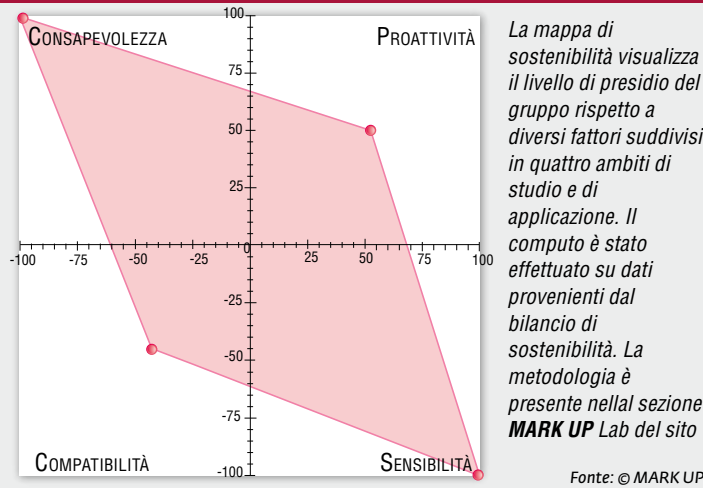 CONSAPEVOLEZZA
PROATTIVITÀ
100
75
50
25
0
-100 -75 -50 -25 25 50 75 100
-25
-50
-75
-100
COMPATIBILITÀ
SENSIBILITÀ
La mappa di
sostenibilità visualizza
il livello di presidio del
gruppo rispetto a
diversi fattori suddivisi
in quattro ambiti di
studio e di
applicazione. Il
computo è stato
effettuato su dati
provenienti dal
bilancio di
sostenibilità. La
metodologia è
presente nellal sezione
MARK UP Lab del sito
Fonte: © MARK UP